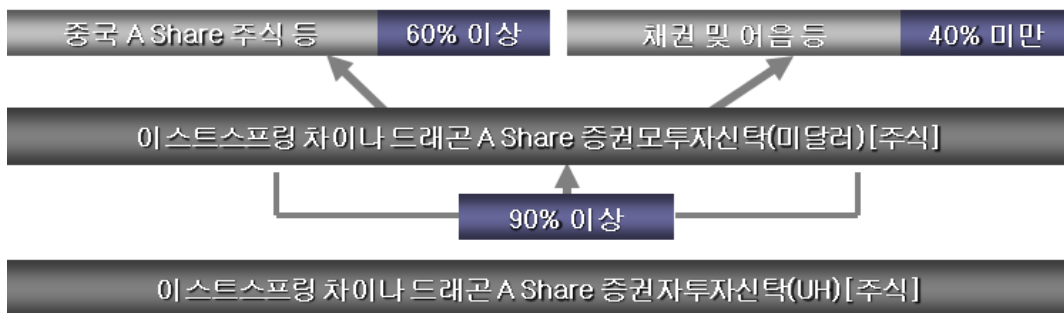 중국 A Share 주식 등 60% 이상 채권 및 어음 등 40% 미만
이스트스프링 차이나 드래곤 A Share 증권모투자신탁(미달러)[주식]
90% 이상
이스트스프링 차이나 드래곤 A Share 증권자투자신탁(UH)[주식]